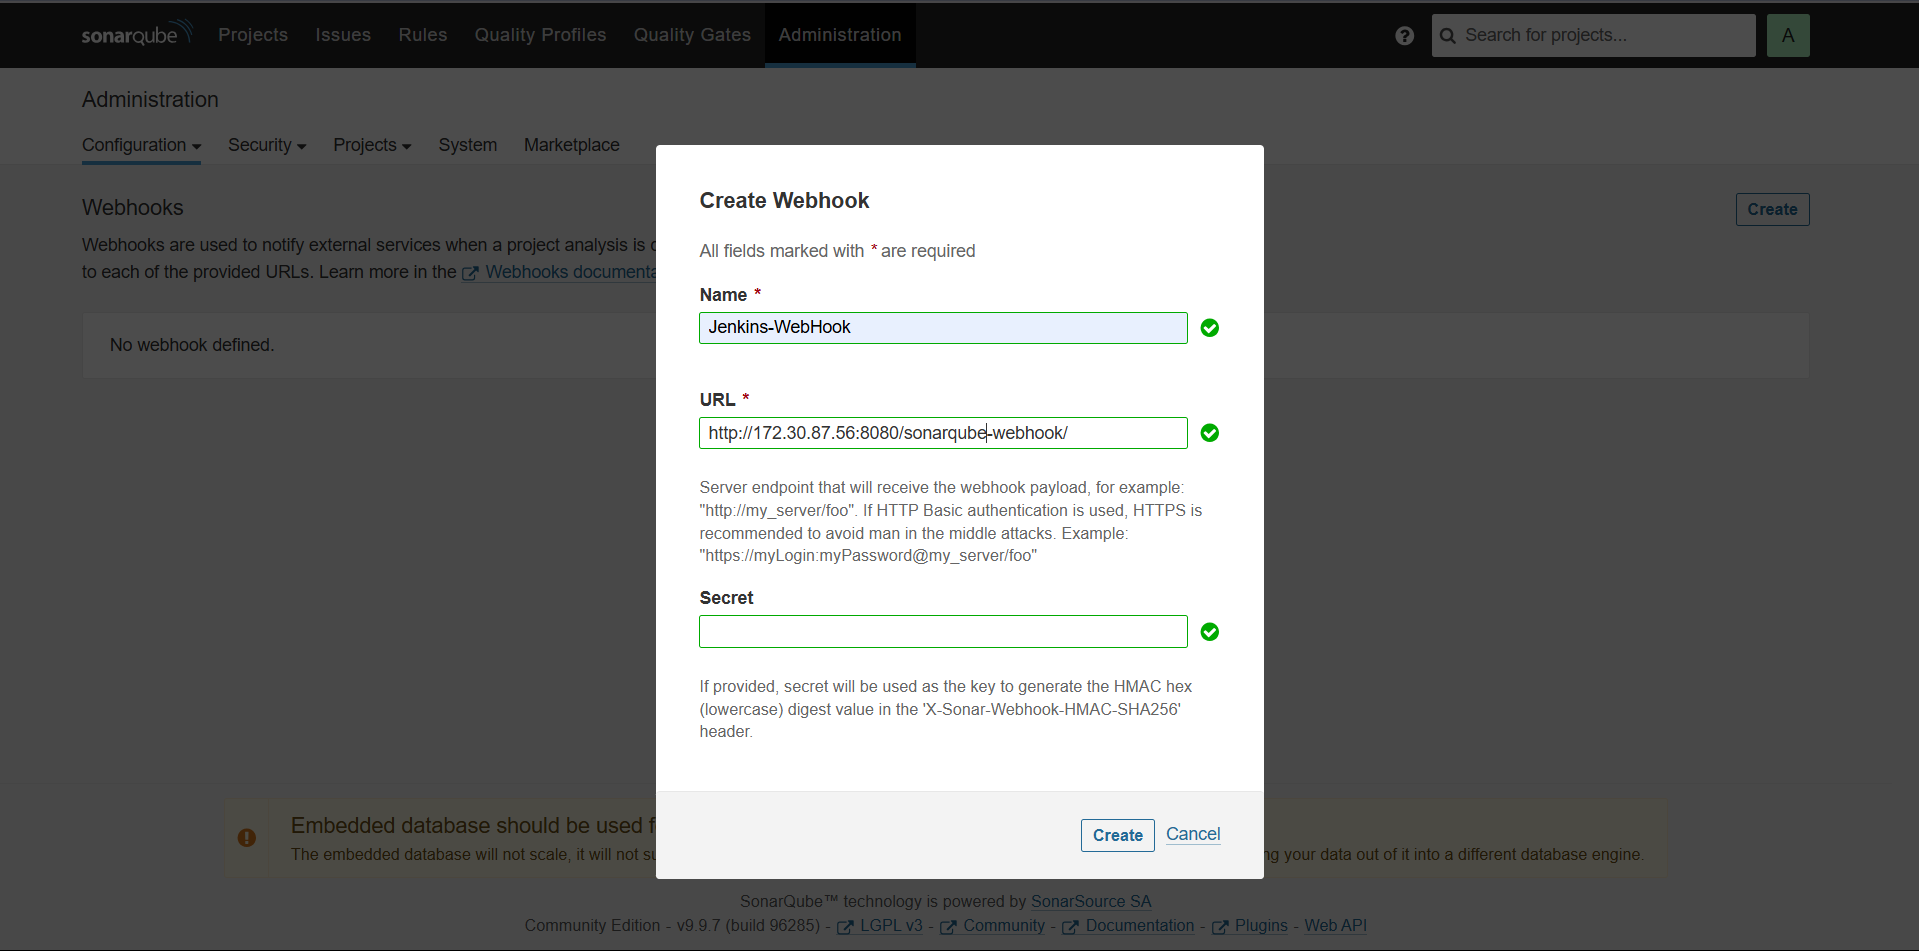 sonarqube Projects Issues Rules Quality Profiles Quality Gates Administration ? Search for projects... A
Administration
Configuration Security Projects System Marketplace
Webhooks
Create
Webhooks are used to notify external services when a project analysis is
to each of the provided URLs. Learn more in the Webhooks documenta
No webhook defined.
Create Webhook
All fields marked with * are required
Name *
Jenkins-WebHook
URL *
http://172.30.87.56:8080/sonarqube-webhook/
Server endpoint that will receive the webhook payload, for example:
"http://my_server/foo". If HTTP Basic authentication is used, HTTPS is
recommended to avoid man in the middle attacks. Example:
"https://myLogin:myPassword@my_server/foo"
Secret
If provided, secret will be used as the key to generate the HMAC hex
(lowercase) digest value in the 'X-Sonar-Webhook-HMAC-SHA256'
header.
Create Cancel
Embedded database should be used f
The embedded database will not scale, it will not su
ng your data out of it into a different database engine.
SonarQube™ technology is powered by SonarSource SA
Community Edition - v9.9.7 (build 96285) - LGPL v3 - Community - Documentation - Plugins - Web API